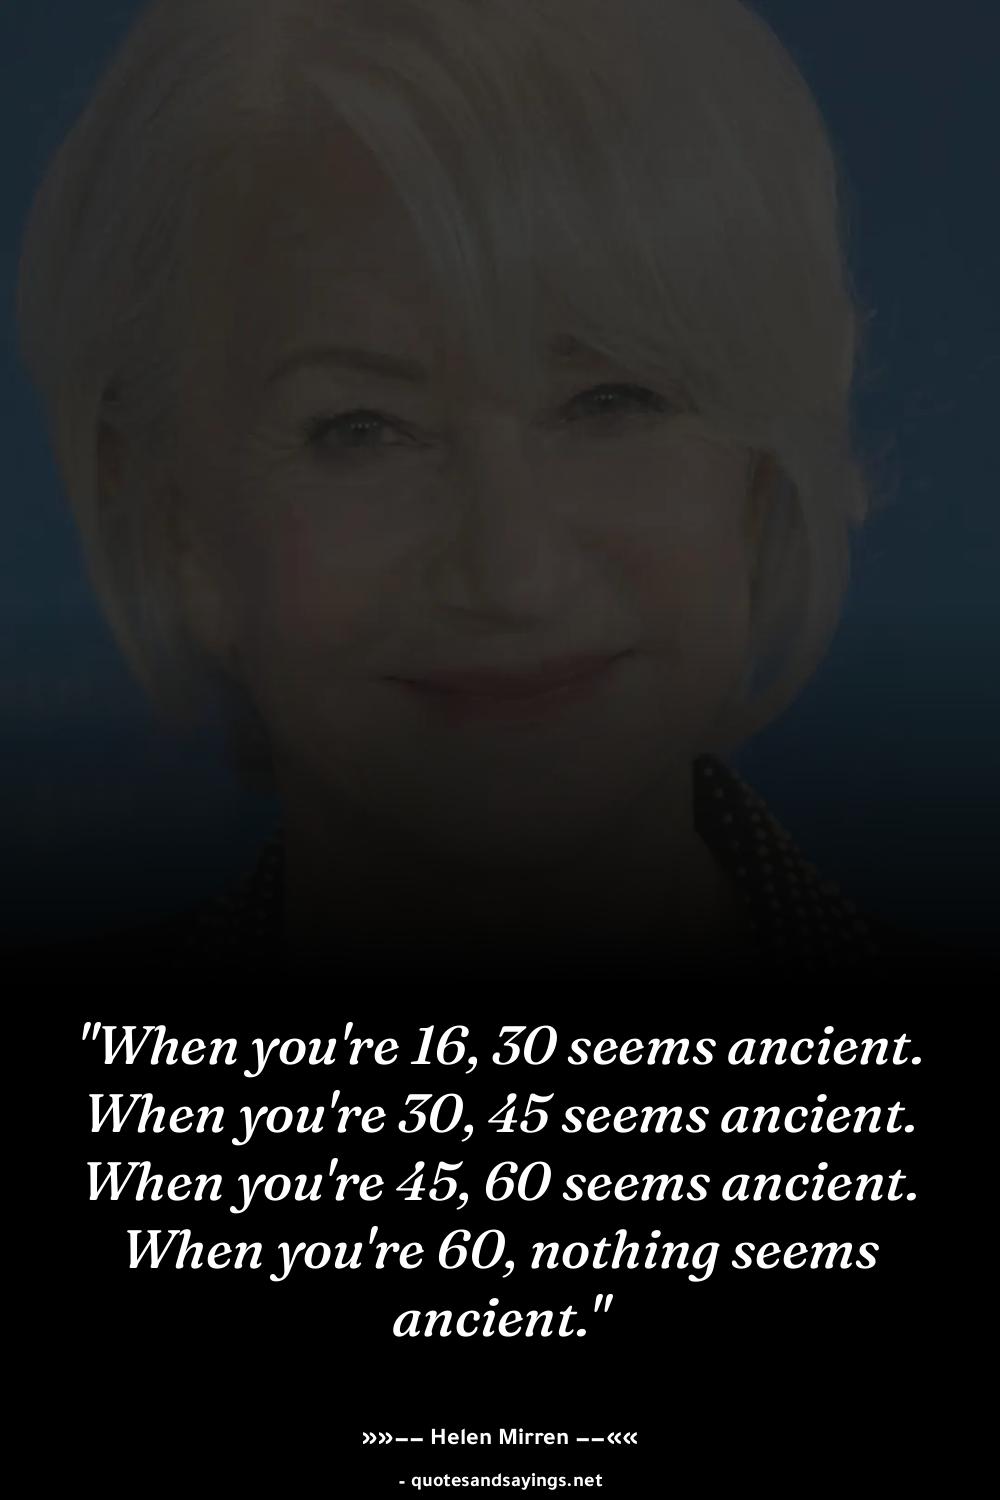 "When you're 16, 30 seems ancient.
When you're 30, 45 seems ancient.
When you're 45, 60 seems ancient.
When you're 60, nothing seems
ancient."
»»−− Helen Mirren −−««
- quotesandsayings.net